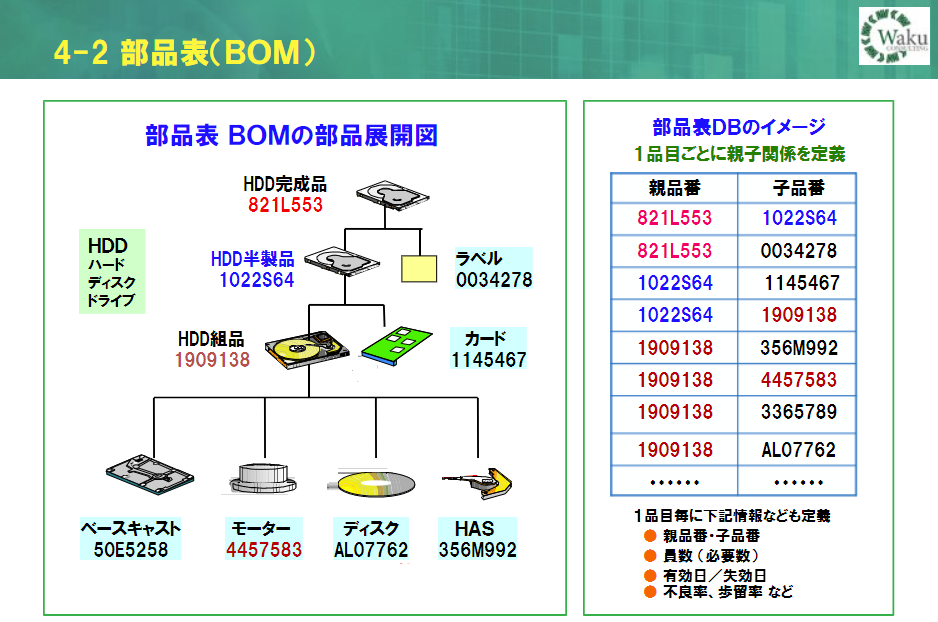 4-2 部品表(BOM)
Waku
CONSULTING
部品表 BOMの部品展開図
HDD完成品
821L553
HDD
ハード
ディスク
ドライブ
HDD半製品
1022S64
ラベル
0034278
HDD組品
1909138
カード
1145467
ベースキャスト
50E5258
モーター
4457583
ディスク
AL07762
HAS
356M992
部品表DBのイメージ
1品目ごとに親子関係を定義
親品番 子品番
821L553 1022S64
821L553 0034278
1022S64 1145467
1022S64 1909138
1909138 356M992
1909138 4457583
1909138 3365789
1909138 AL07762
‥‥‥ ‥‥‥
1品目毎に下記情報なども定義
● 親品番・子品番
● 員数(必要数)
● 有効日/失効日
● 不良率、歩留率 など